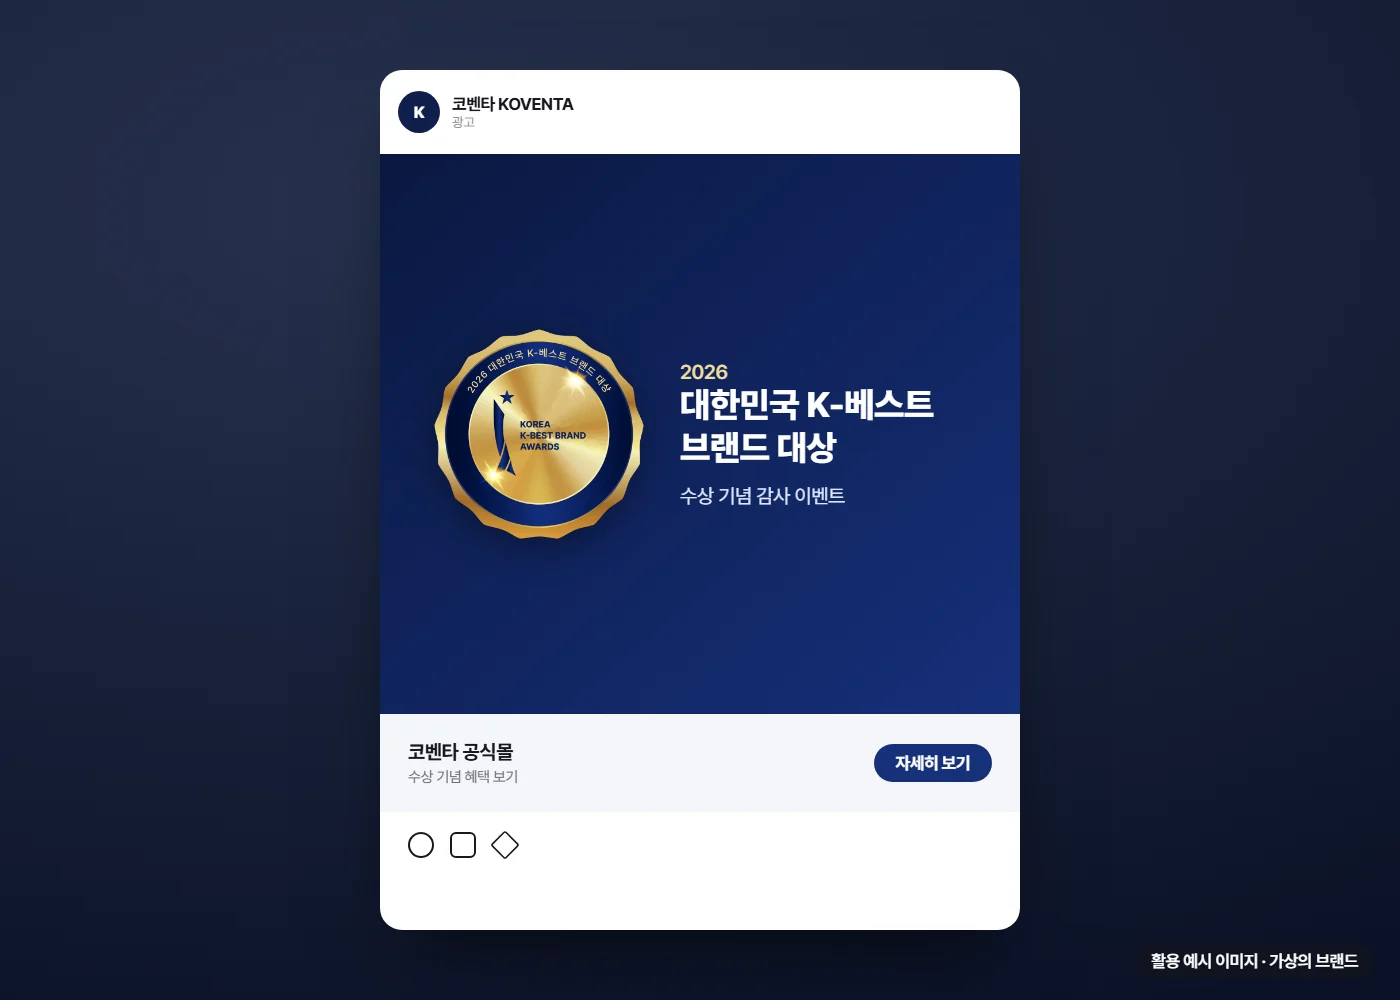 K
코벤타 KOVENTA
광고
2026 대한민국 K-베스트 브랜드 대상
KOREA
K-BEST BRAND
AWARDS
2026
대한민국 K-베스트
브랜드 대상
수상 기념 감사 이벤트
코벤타 공식몰
수상 기념 혜택 보기
자세히 보기
활용 예시 이미지 · 가상의 브랜드